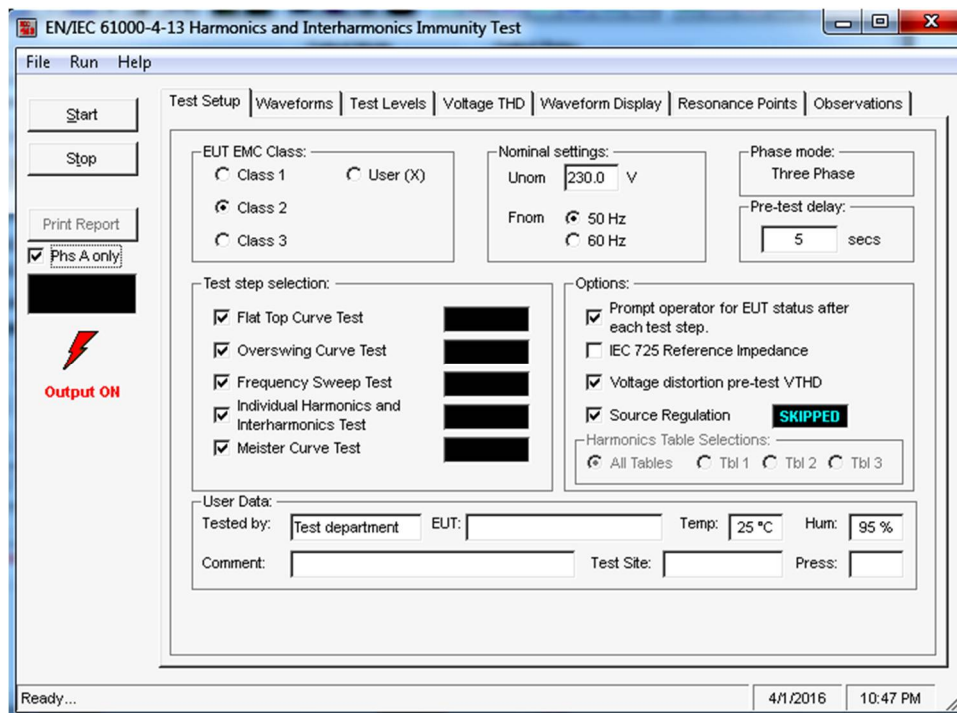 EN/IEC 61000-4-13 Harmonics and Interharmonics Immunity Test
File Run Help
Start
Stop
Print Report
Phs A only
Output ON
Test Setup Waveforms Test Levels Voltage THD Waveform Display Resonance Points Observations
EUT EMC Class:
Class 1 User (X)
Class 2
Class 3
Nominal settings:
Unom 230.0 V
Fnom 50 Hz
60 Hz
Phase mode:
Three Phase
Pre-test delay:
5 secs
Test step selection:
Flat Top Curve Test
Overswing Curve Test
Frequency Sweep Test
Individual Harmonics and
Interharmonics Test
Meister Curve Test
Options:
Prompt operator for EUT status after
each test step.
IEC 725 Reference Impedance
Voltage distortion pre-test VTHD
Source Regulation SKIPPED
Harmonics Table Selections:
All Tables Tbl 1 Tbl 2 Tbl 3
User Data:
Tested by: Test department EUT: Temp: 25 °C Hum: 95 %
Comment: Test Site: Press:
Ready... 4/1/2016 10:47 PM